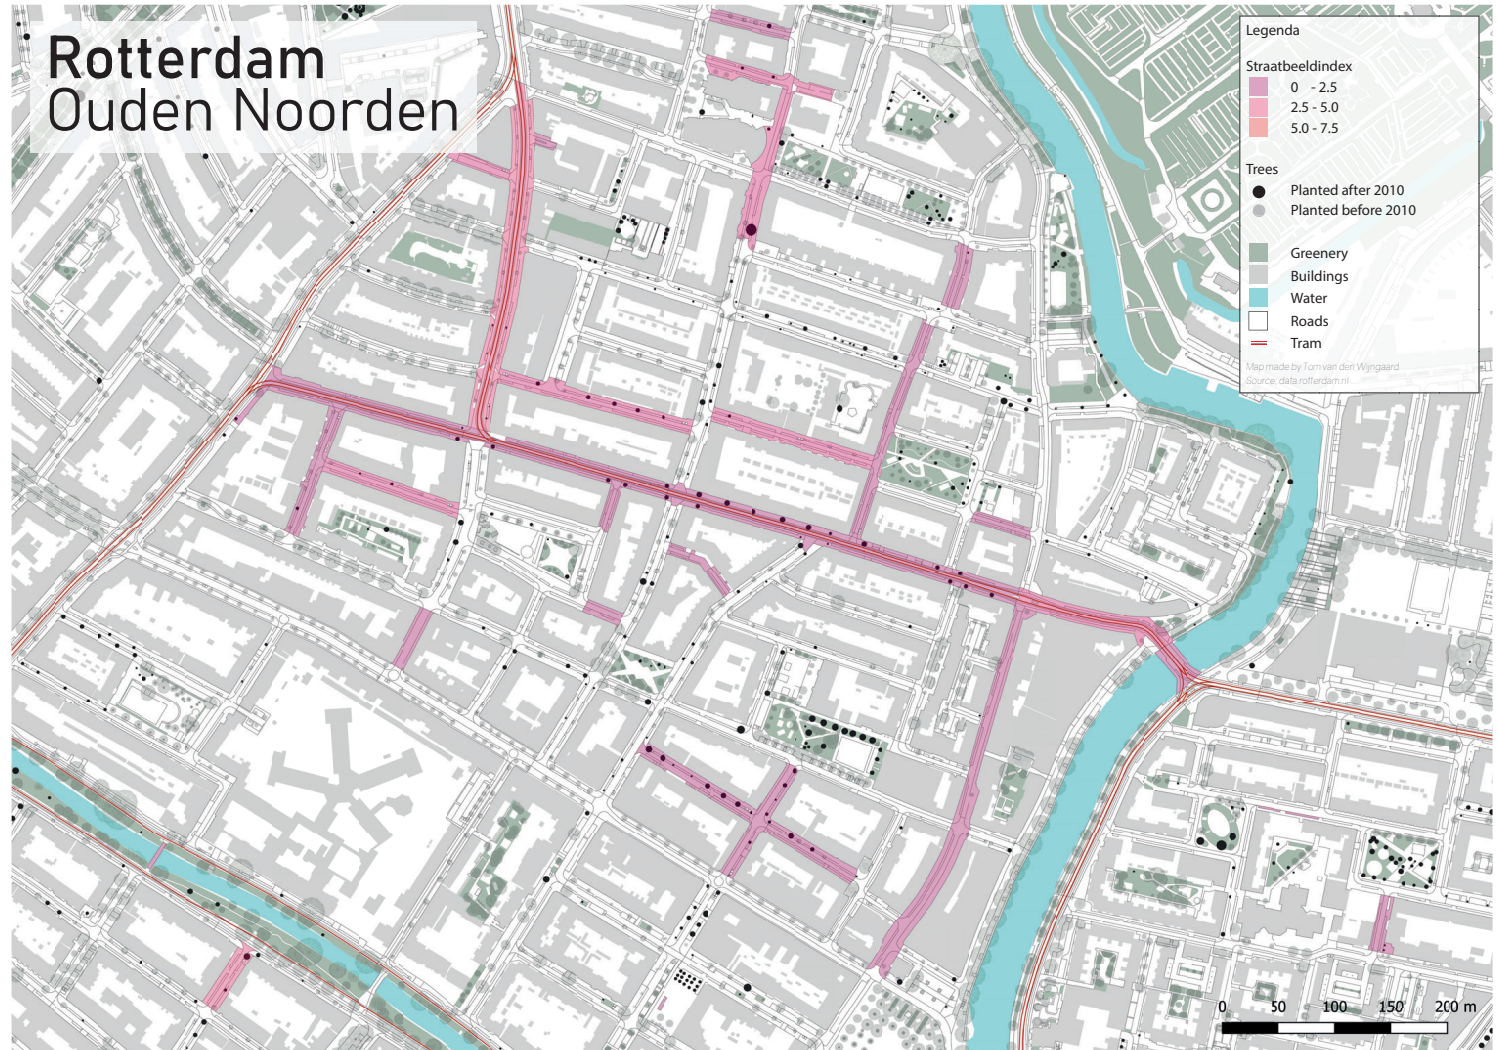 Rotterdam
Ouden Noorden
Legenda
Straatbeeldindex
0 - 2.5
2.5 - 5.0
5.0 - 7.5
Trees
Planted after 2010
Planted before 2010
Greenery
Buildings
Water
Roads
Tram
Map made by Tom van den Wijngaard
Source: data.rotterdam.nl
0 50 100 150 200 m